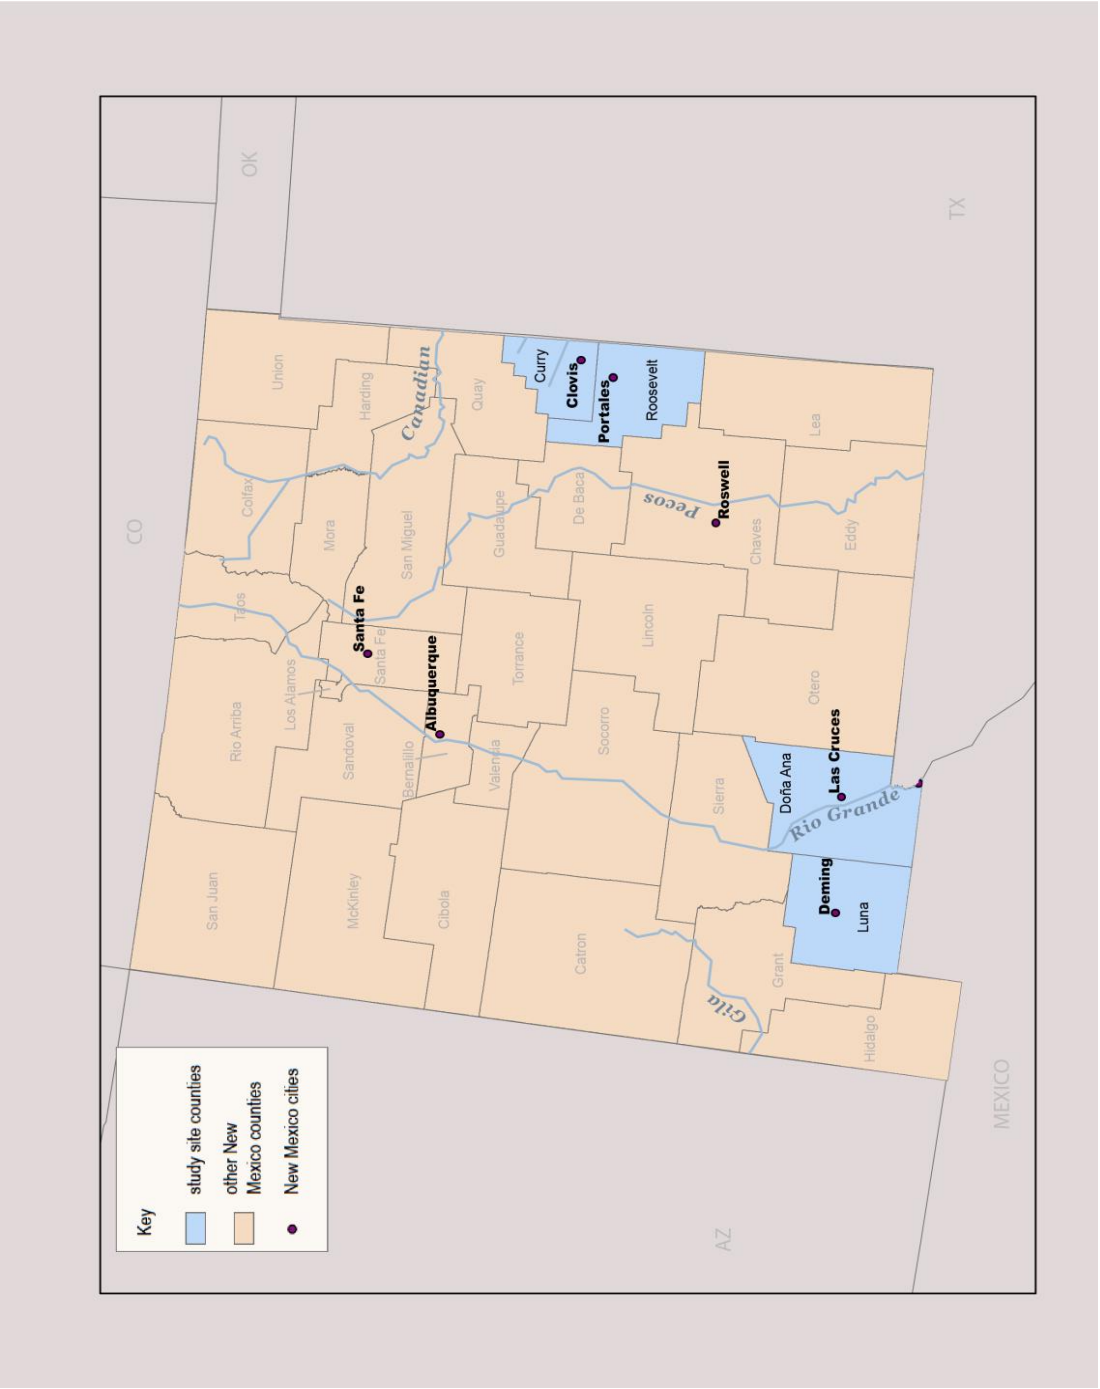 CO
OK
TX
AZ
MEXICO
San Juan
Rio Arriba
Taos
Colfax
Union
Los Alamos
Mora
Harding
McKinley
Sandoval
Santa Fe
Santa Fe
San Miguel
Canadian
Cibola
Bernalillo
Albuquerque
Quay
Valencia
Torrance
Guadalupe
Curry
Clovis
Portales
Roosevelt
Catron
Socorro
Lincoln
De Baca
Pecos
Roswell
Chaves
Lea
Gila
Grant
Sierra
Doña Ana
Las Cruces
Rio Grande
Otero
Eddy
Deming
Luna
Hidalgo
Key
study site counties
other New
Mexico counties
New Mexico cities